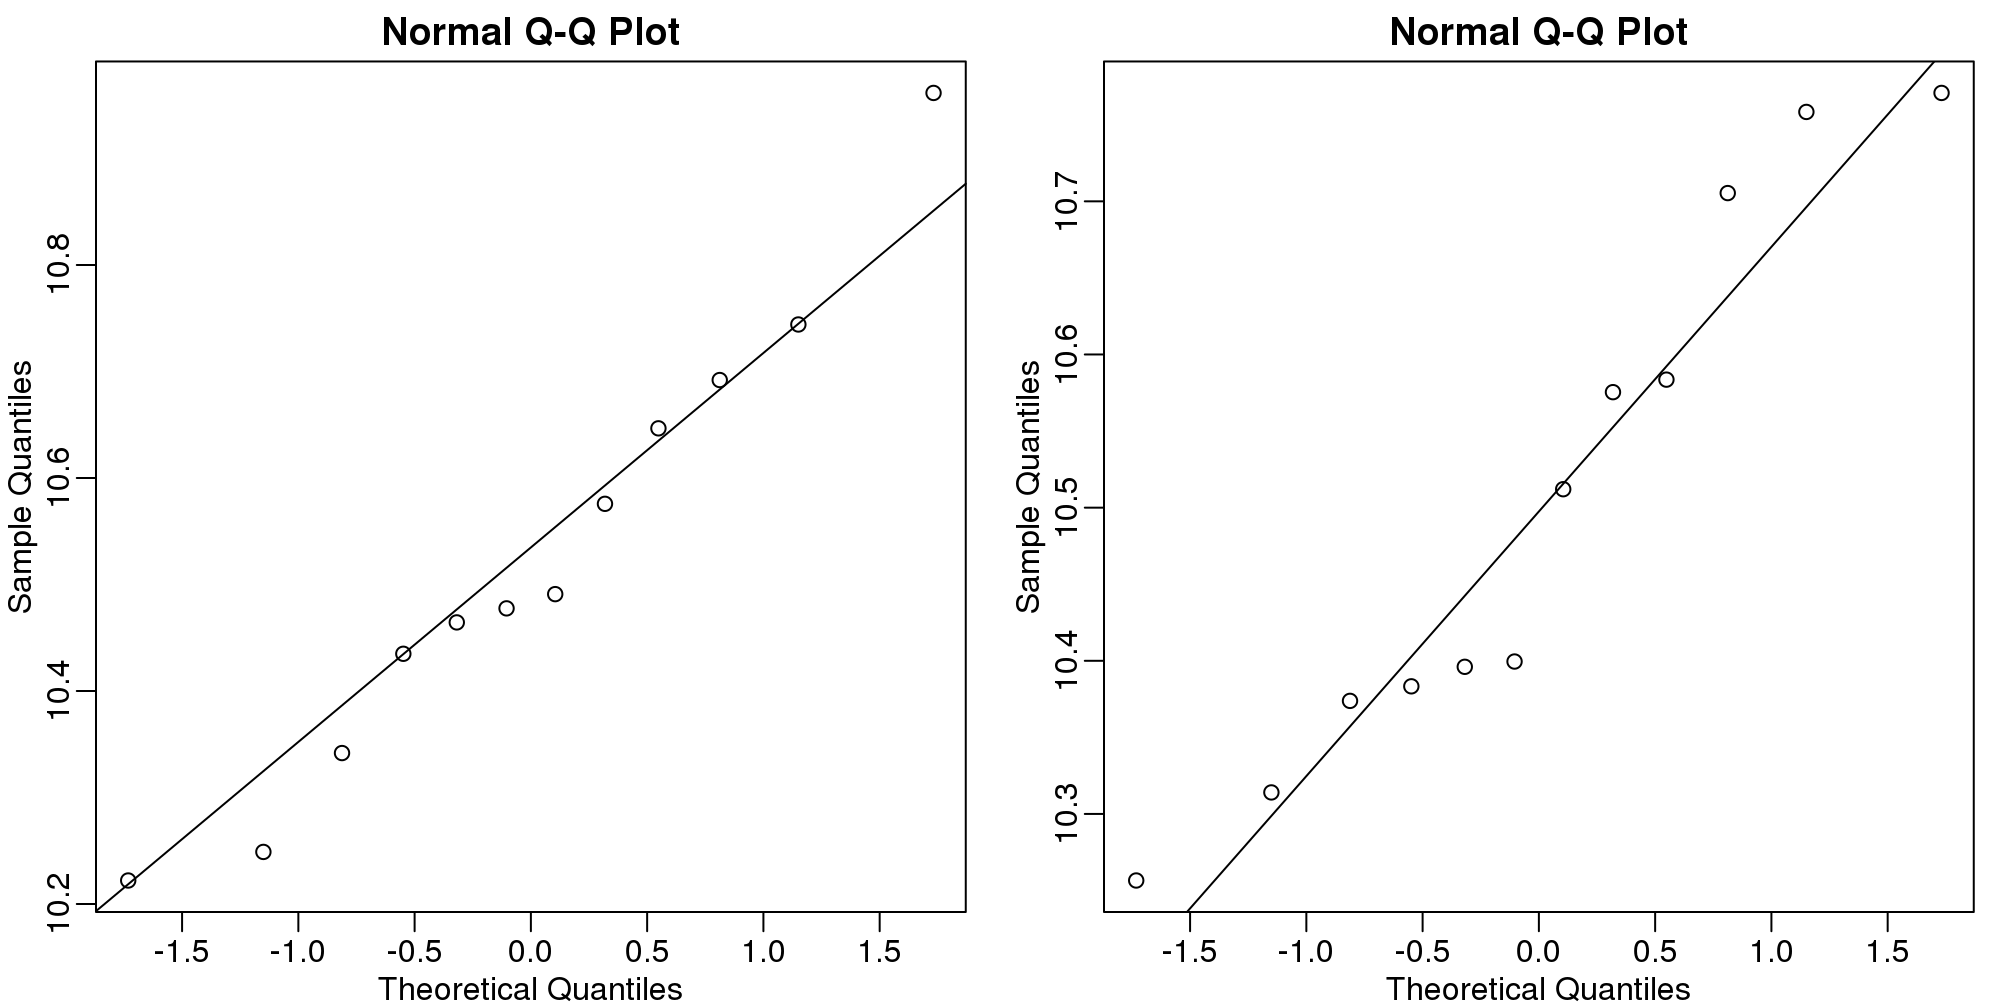 Normal Q-Q Plot
Sample Quantiles
10.8
10.6
10.4
10.2
-1.5 -1.0 -0.5 0.0 0.5 1.0 1.5
Theoretical Quantiles
Normal Q-Q Plot
Sample Quantiles
10.7
10.6
10.5
10.4
10.3
-1.5 -1.0 -0.5 0.0 0.5 1.0 1.5
Theoretical Quantiles